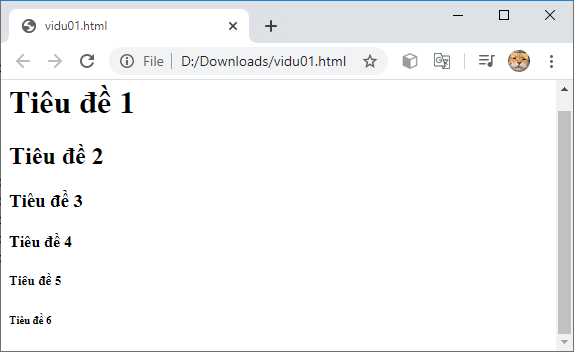 vidu01.html
File | D:/Downloads/vidu01.html
Tiêu đề 1
Tiêu đề 2
Tiêu đề 3
Tiêu đề 4
Tiêu đề 5
Tiêu đề 6